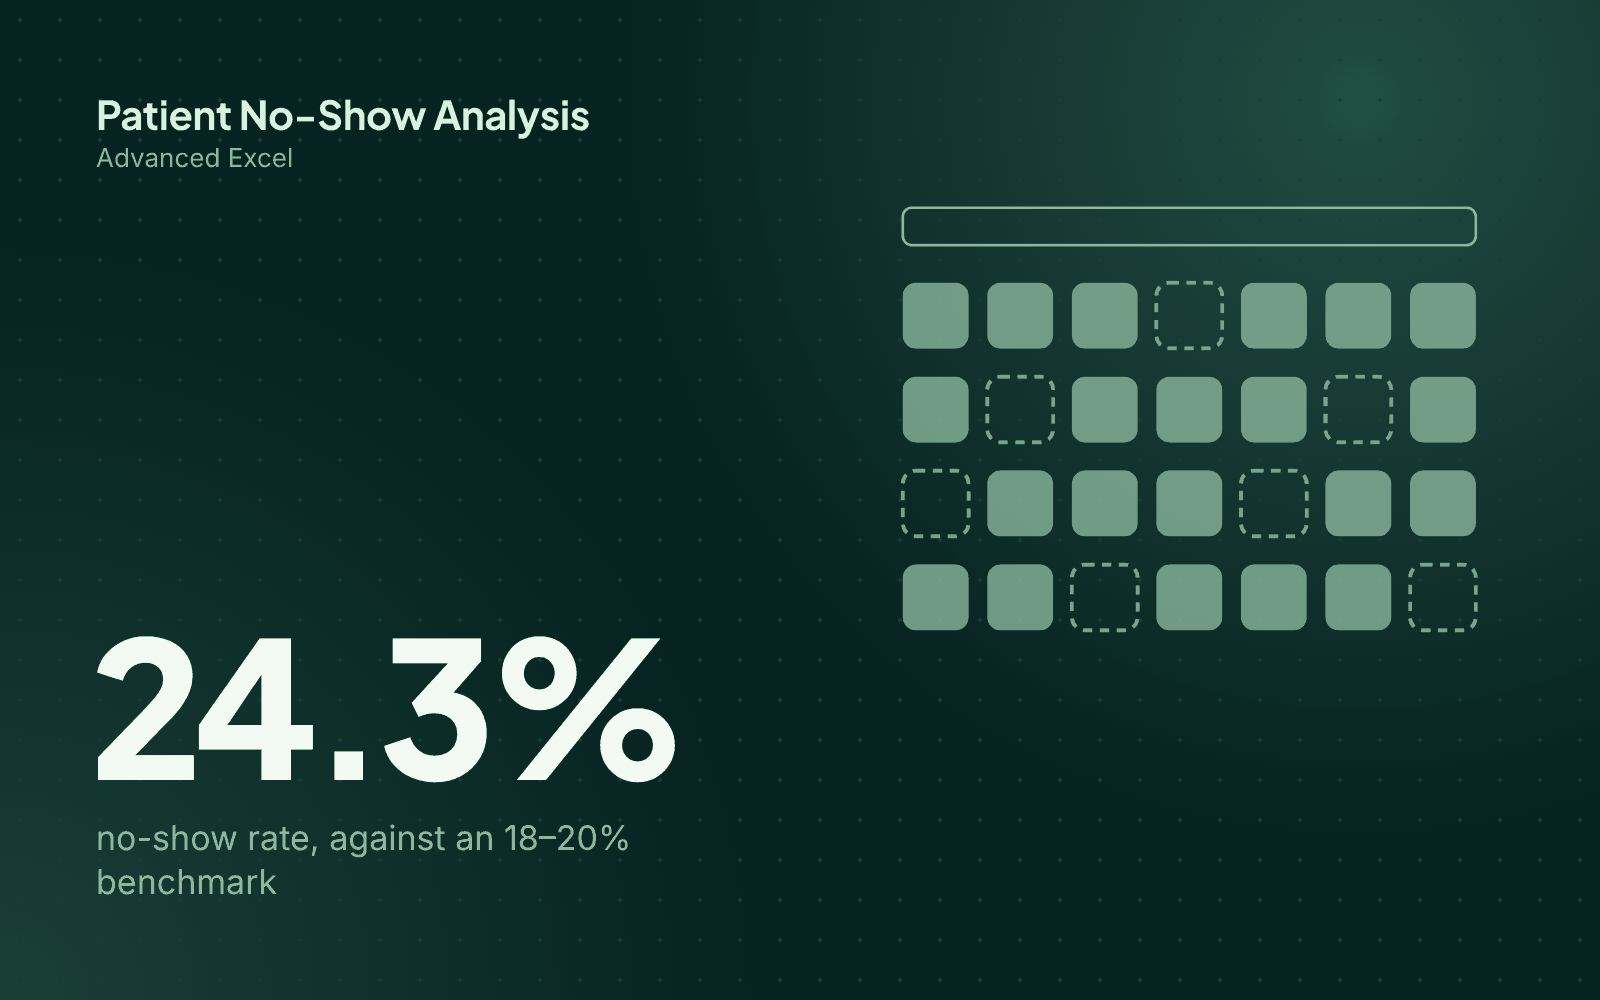 Patient No-Show Analysis
Advanced Excel
24.3%
no-show rate, against an 18–20%
benchmark